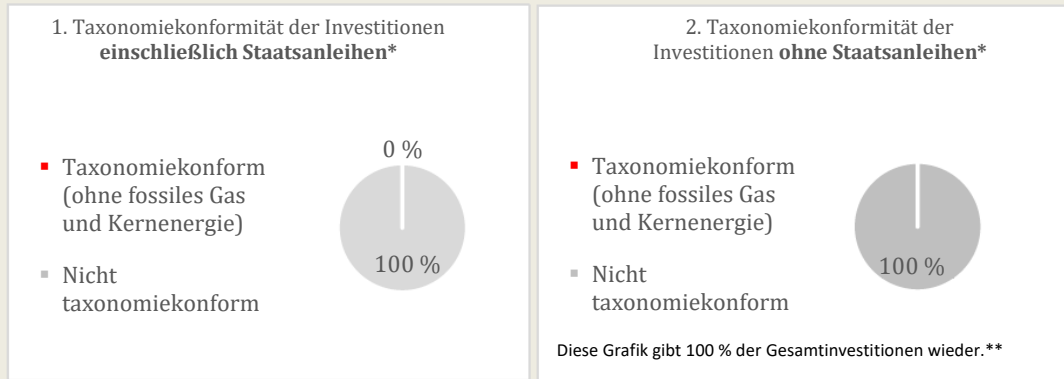 1. Taxonomiekonformität der Investitionen
einschließlich Staatsanleihen*
0 %
Taxonomiekonform
(ohne fossiles Gas
und Kernenergie)
100 %
Nicht
taxonomiekonform
2. Taxonomiekonformität der
Investitionen ohne Staatsanleihen*
Taxonomiekonform
(ohne fossiles Gas
und Kernenergie)
100 %
Nicht
taxonomiekonform
Diese Grafik gibt 100 % der Gesamtinvestitionen wieder.**